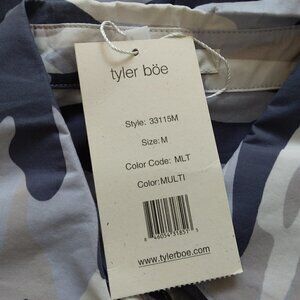 tyler böe
Style: 33115M
Size: M
Color Code: MLT
Color: MULTI
www.tylerboe.com